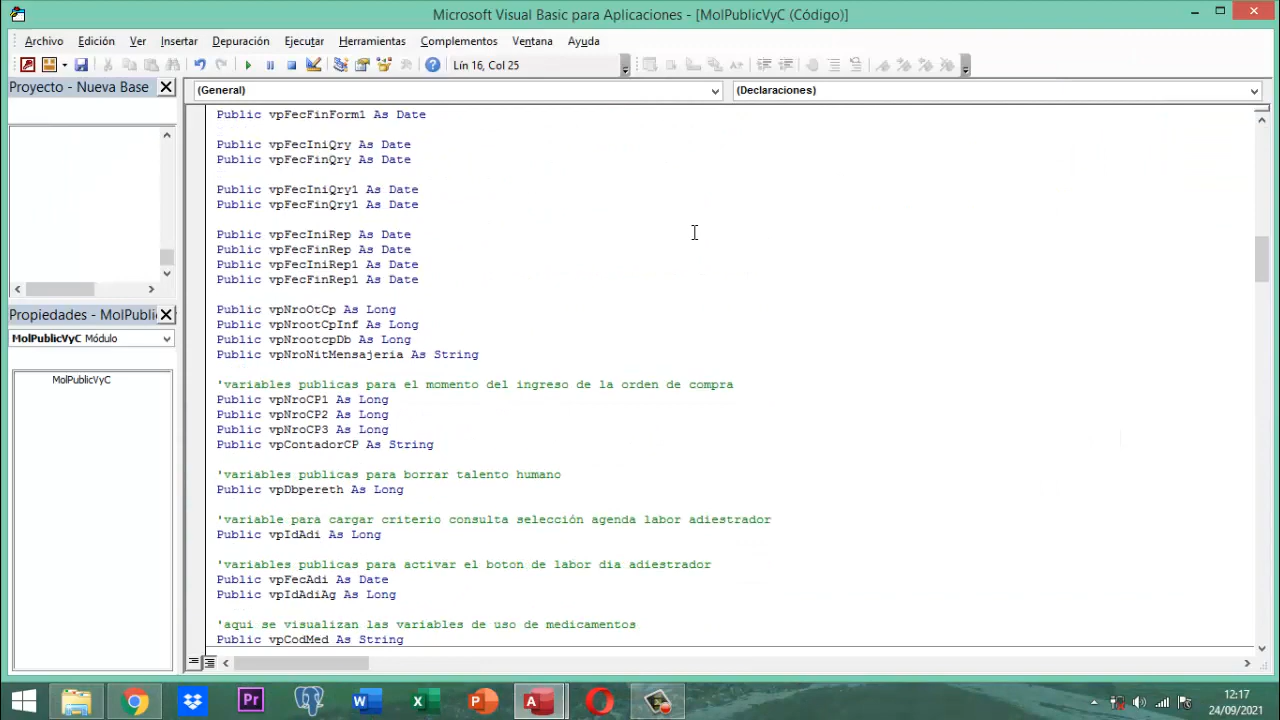 Microsoft Visual Basic para Aplicaciones - [MolPublicVyC (Código)]
Archivo Edición Ver Insertar Depuración Ejecutar Herramientas Complementos Ventana Ayuda
Lín 16, Col 25
Proyecto - Nueva Base
(General)
(Declaraciones)
Propiedades - MolPubli
MolPublicVyC Módulo
MolPublicVyC
Public vpFecFinForm1 As Date
Public vpFecIniQry As Date
Public vpFecFinQry As Date
Public vpFecIniQry1 As Date
Public vpFecFinQry1 As Date
Public vpFecIniRep As Date
Public vpFecFinRep As Date
Public vpFecIniRep1 As Date
Public vpFecFinRep1 As Date
Public vpNroOtCp As Long
Public vpNrootCpInf As Long
Public vpNrootcpDb As Long
Public vpNroNitMensajeria As String
'variables publicas para el momento del ingreso de la orden de compra
Public vpNroCP1 As Long
Public vpNroCP2 As Long
Public vpNroCP3 As Long
Public vpContadorCP As String
'variables publicas para borrar talento humano
Public vpDbpereth As Long
'variable para cargar criterio consulta selección agenda labor adiestrador
Public vpIdAdi As Long
'variables publicas para activar el boton de labor dia adiestrador
Public vpFecAdi As Date
Public vpIdAdiAg As Long
'aqui se visualizan las variables de uso de medicamentos
Public vpCodMed As String
Pr
W
X
P
A
12:17
24/09/2021